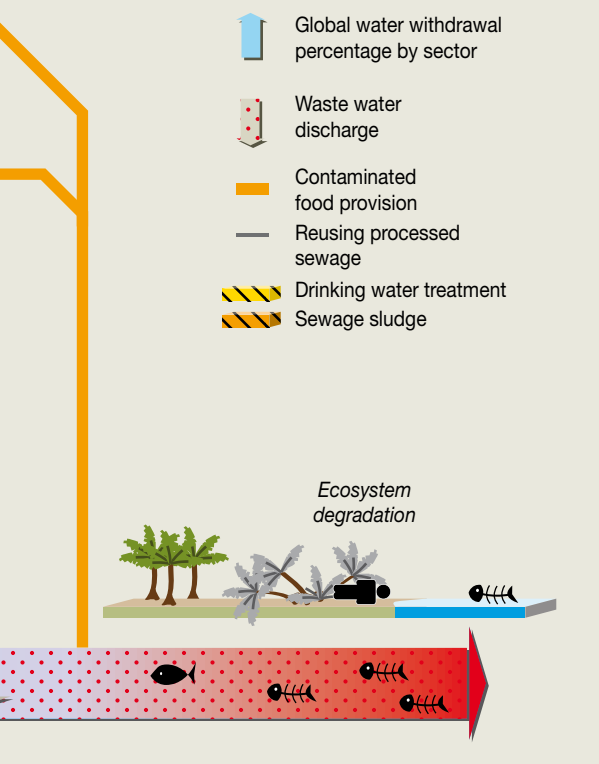 Global water withdrawal
percentage by sector
Waste water
discharge
Contaminated
food provision
Reusing processed
sewage
Drinking water treatment
Sewage sludge
Ecosystem
degradation